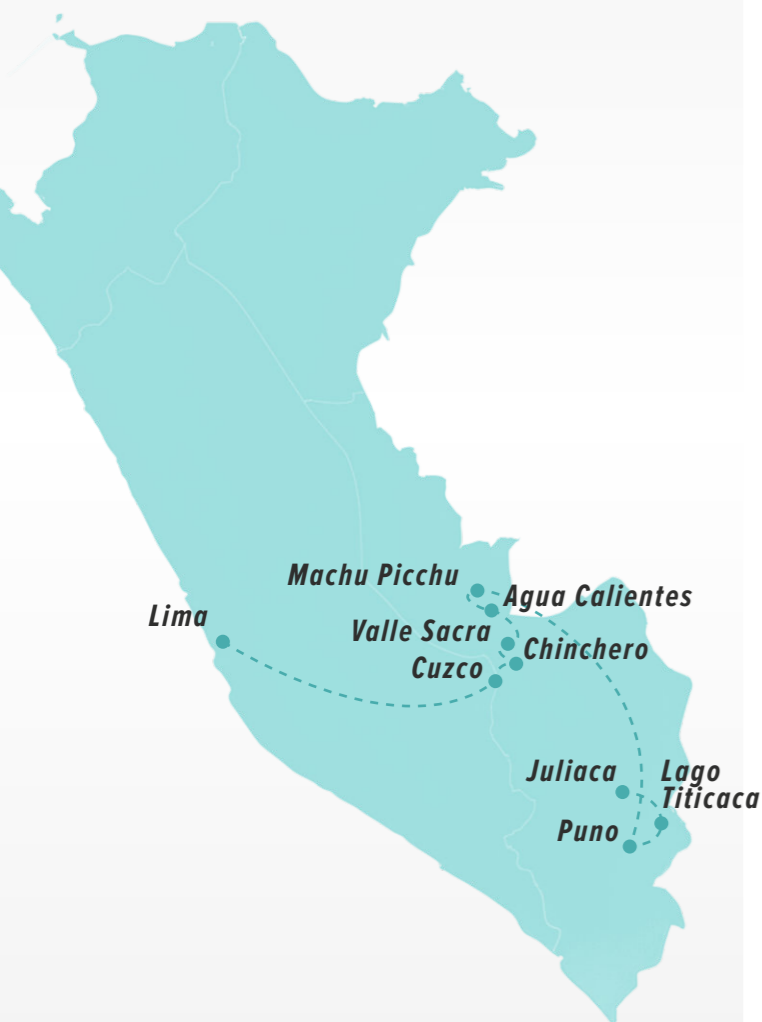 Machu Picchu
Agua Calientes
Lima
Valle Sacra
Chinchero
Cuzco
Juliaca
Lago
Titicaca
Puno